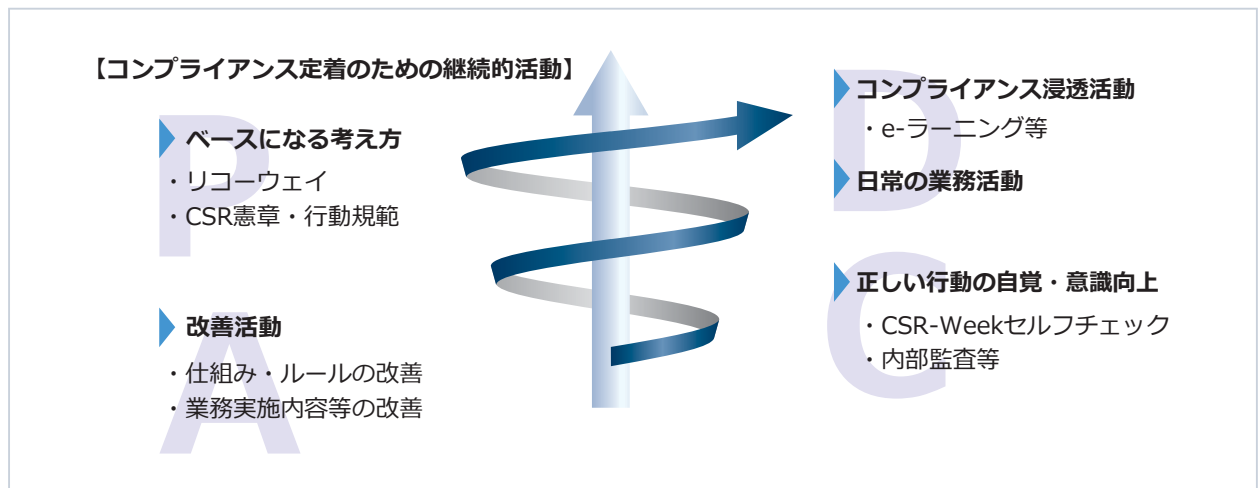 【コンプライアンス定着のための継続的活動】
P
ベースになる考え方
・リコーウェイ
・CSR憲章・行動規範
D
コンプライアンス浸透活動
・e-ラーニング等
日常の業務活動
C
正しい行動の自覚・意識向上
・CSR-Weekセルフチェック
・内部監査等
A
改善活動
・仕組み・ルールの改善
・業務実施内容等の改善